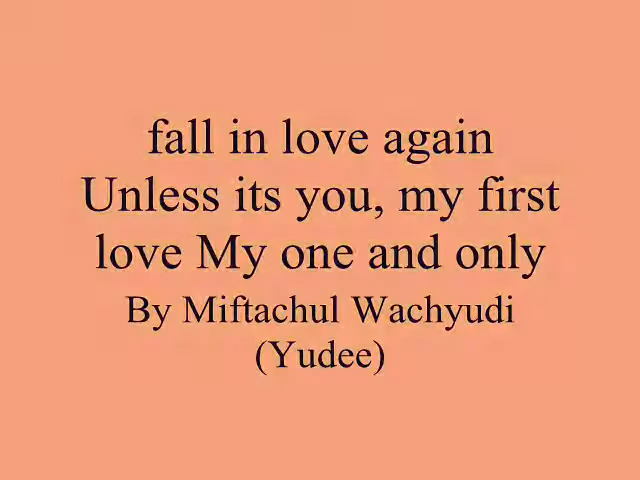 fall in love again
Unless its you, my first
love My one and only
By Miftachul Wachyudi
(Yudee)